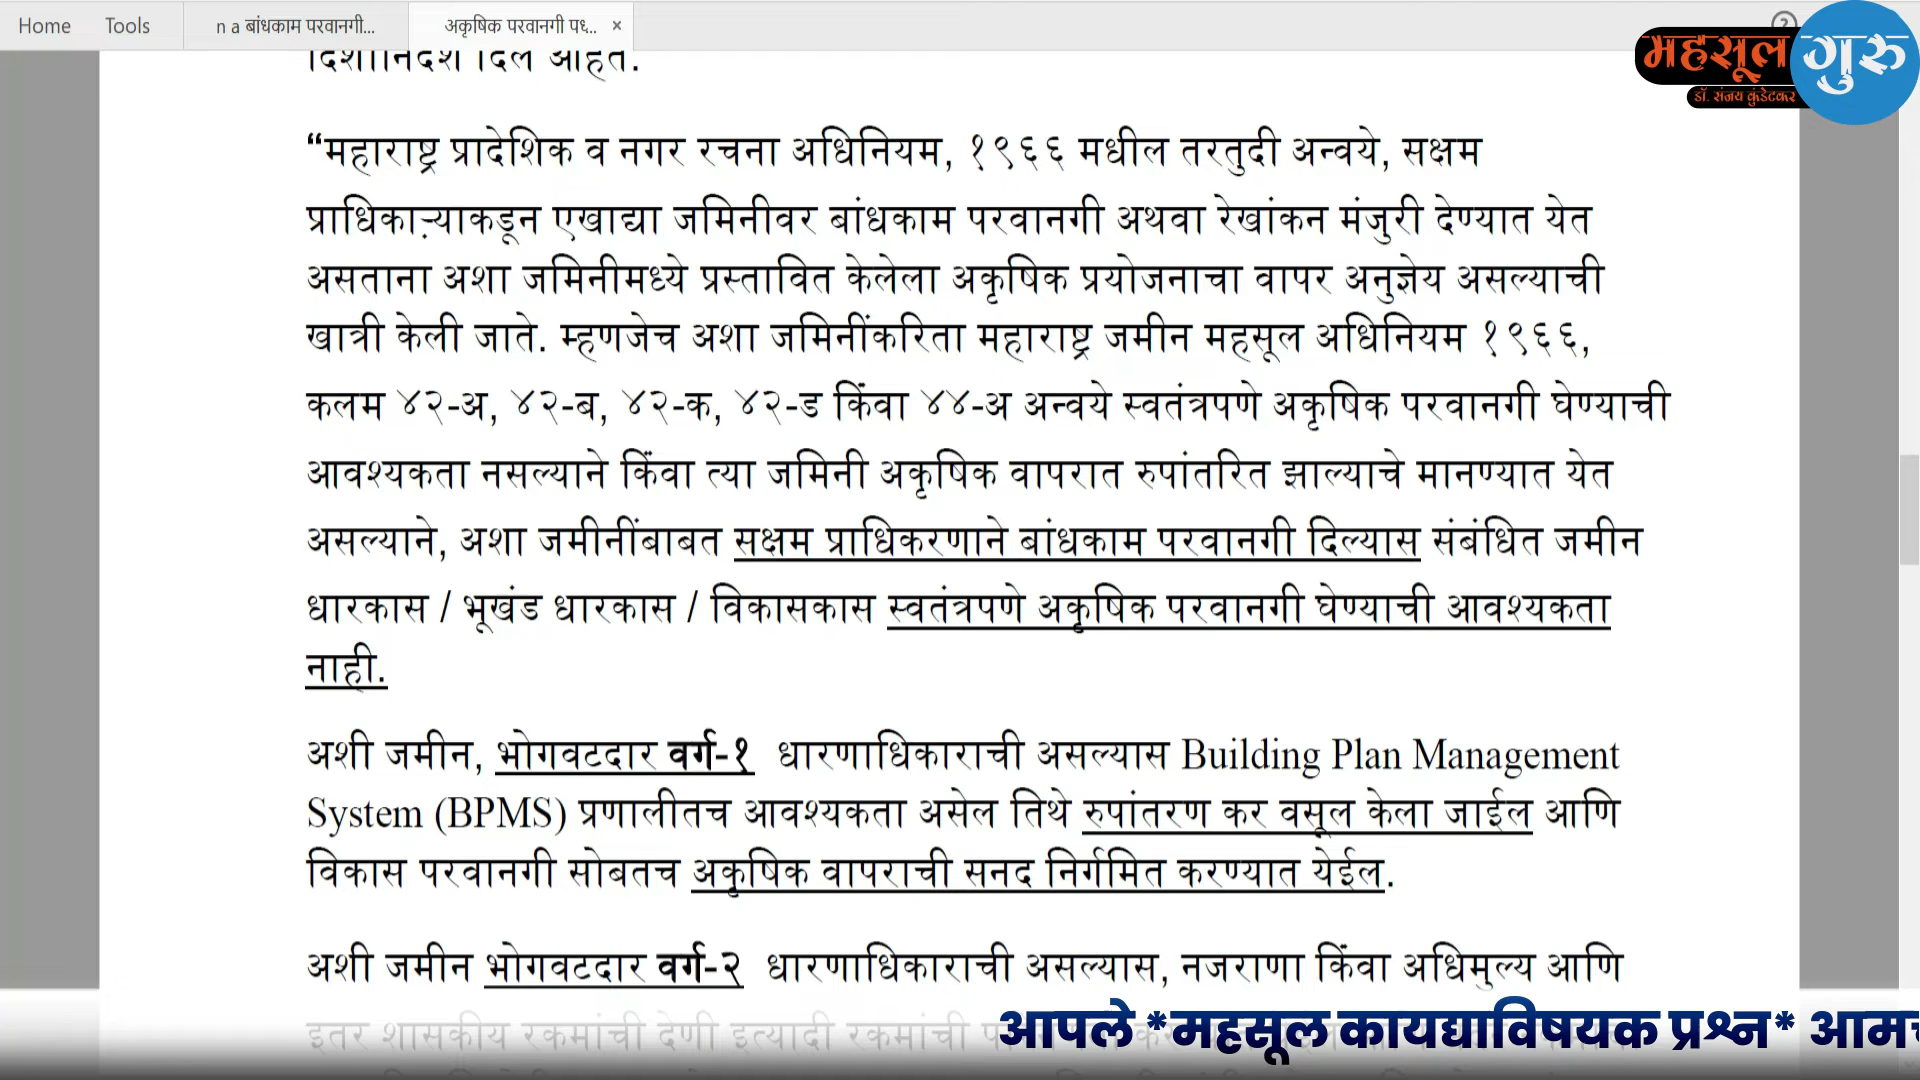 Home Tools n a बांधकाम परवानगी... अकृषिक परवानगी पध्.. ×
महसूल गुरु
डॉ. संजय कुंडेटकर
दिशानिर्देश दिले आहेत.
“महाराष्ट्र प्रादेशिक व नगर रचना अधिनियम, १९६६ मधील तरतुदी अन्वये, सक्षम
प्राधिकाऱ्याकडून एखाद्या जमिनीवर बांधकाम परवानगी अथवा रेखांकन मंजुरी देण्यात येत
असताना अशा जमिनीमध्ये प्रस्तावित केलेला अकृषिक प्रयोजनाचा वापर अनुज्ञेय असल्याची
खात्री केली जाते. म्हणजेच अशा जमिनींकरिता महाराष्ट्र जमीन महसूल अधिनियम १९६६,
कलम ४२-अ, ४२-ब, ४२-क, ४२-ड किंवा ४४-अ अन्वये स्वतंत्रपणे अकृषिक परवानगी घेण्याची
आवश्यकता नसल्याने किंवा त्या जमिनी अकृषिक वापरात रुपांतरित झाल्याचे मानण्यात येत
असल्याने, अशा जमीनींबाबत सक्षम प्राधिकरणाने बांधकाम परवानगी दिल्यास संबंधित जमीन
धारकास / भूखंड धारकास / विकासकास स्वतंत्रपणे अकृषिक परवानगी घेण्याची आवश्यकता
नाही.
अशी जमीन, भोगवटदार वर्ग-१ धारणाधिकाराची असल्यास Building Plan Management
System (BPMS) प्रणालीतच आवश्यकता असेल तिथे रुपांतरण कर वसूल केला जाईल आणि
विकास परवानगी सोबतच अकृषिक वापराची सनद निर्गमित करण्यात येईल.
अशी जमीन भोगवटदार वर्ग-२ धारणाधिकाराची असल्यास, नजराणा किंवा अधिमुल्य आणि
इतर शासकीय रकमांची देणी इत्यादी रकमांची
आपले *महसूल कायद्याविषयक प्रश्न*